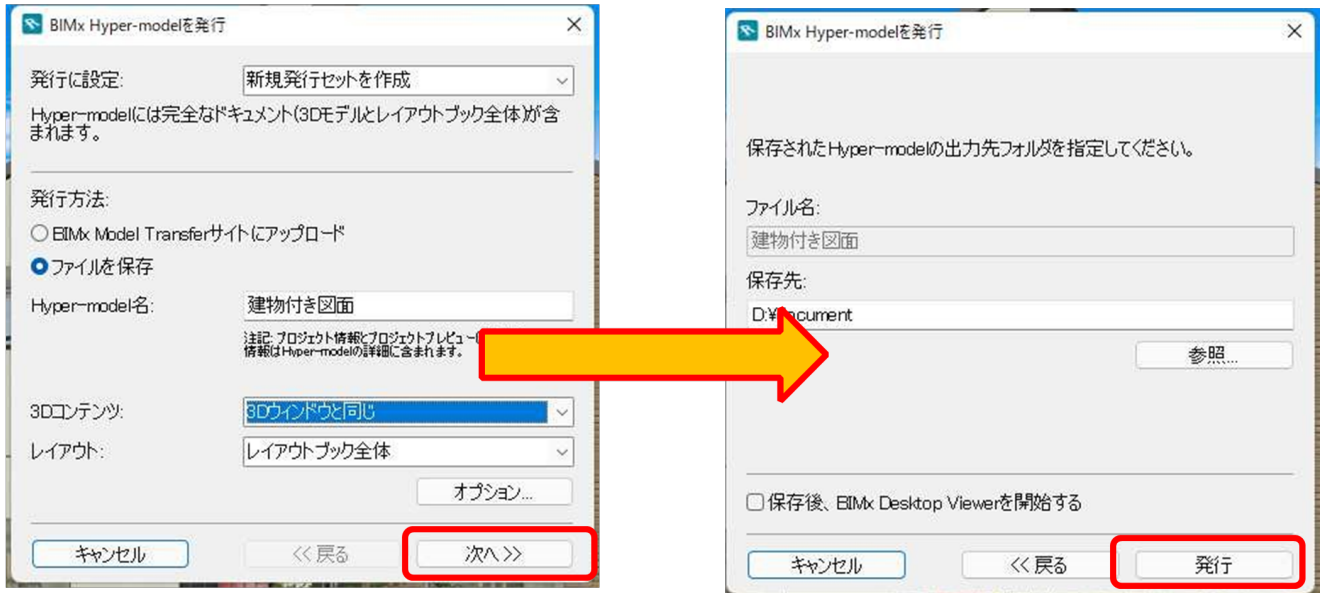 BIMx Hyper-modelを発行
発行に設定:
新規発行セットを作成
Hyper-modelには完全なドキュメント(3Dモデルとレイアウトブック全体)が含
まれます。
発行方法:
BIMx Model Transferサイトにアップロード
ファイルを保存
Hyper-model名:
建物付き図面
注記: プロジェクト情報とプロジェクトプレビュー
情報はHyper-modelの詳細に含まれます。
3Dコンテンツ:
3Dウィンドウと同じ
レイアウト:
レイアウトブック全体
オプション...
キャンセル
<< 戻る
次へ >>
BIMx Hyper-modelを発行
保存されたHyper-modelの出力先フォルダを指定してください。
ファイル名:
建物付き図面
保存先:
D:¥ ocument
参照...
保存後、BIMx Desktop Viewerを開始する
キャンセル
<< 戻る
発行